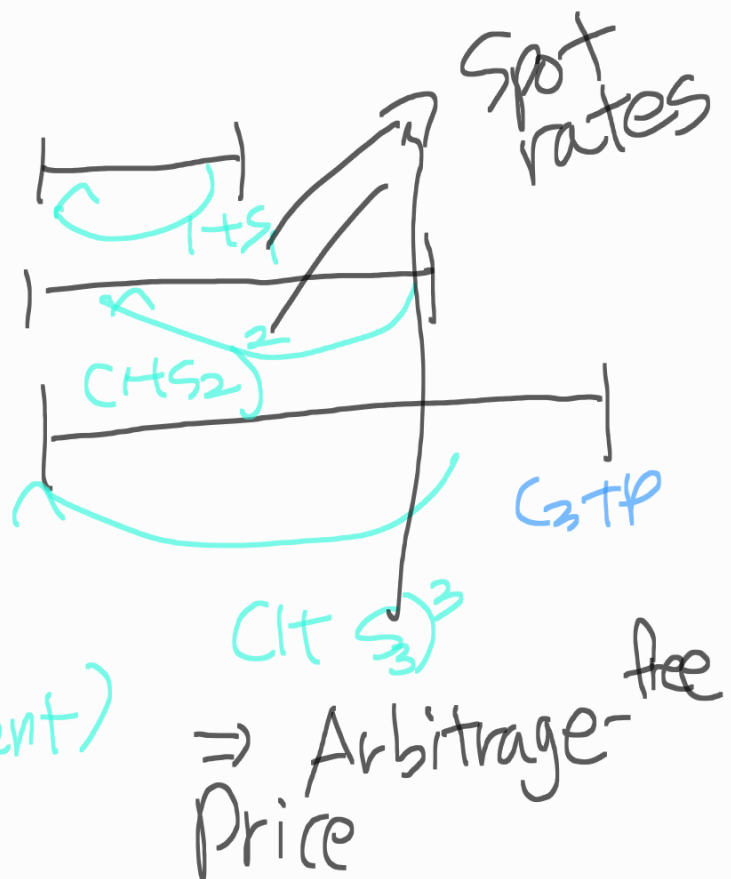 Spot
rates
1+S₁
(1+S₂)²
C₃+P
(1+S₃)³
ent)
⇒ Arbitrage-free
Price